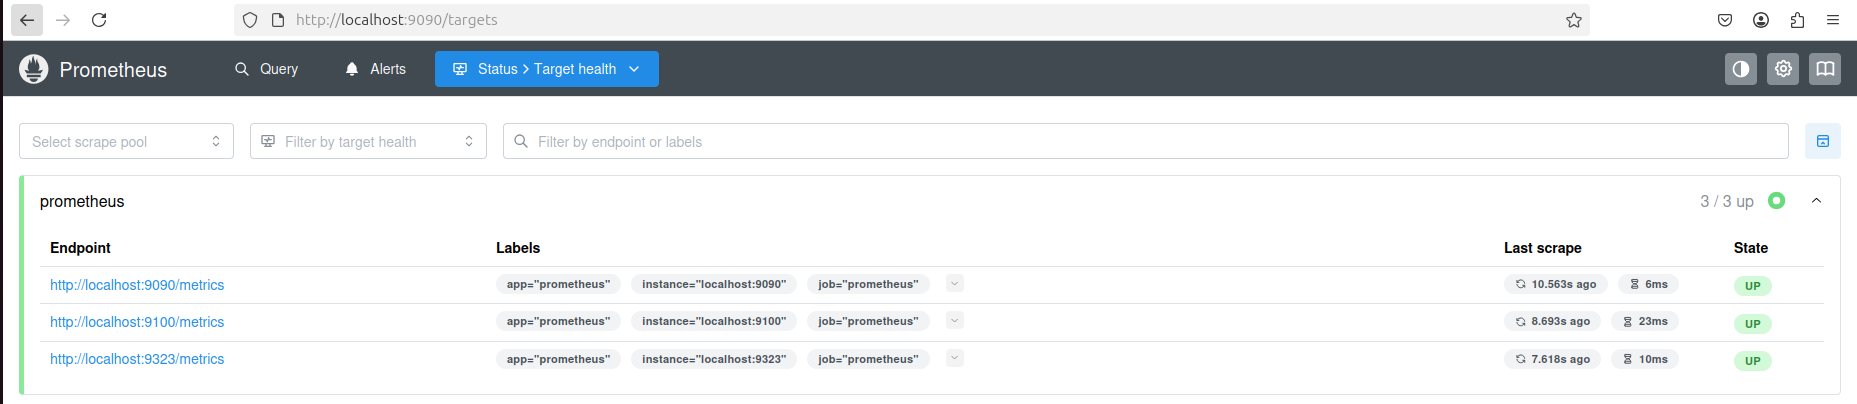 http://localhost:9090/targets
Prometheus Query Alerts Status > Target health
Select scrape pool Filter by target health Filter by endpoint or labels
prometheus 3 / 3 up
Endpoint Labels Last scrape State
http://localhost:9090/metrics app="prometheus" instance="localhost:9090" job="prometheus" 10.563s ago 6ms UP
http://localhost:9100/metrics app="prometheus" instance="localhost:9100" job="prometheus" 8.693s ago 23ms UP
http://localhost:9323/metrics app="prometheus" instance="localhost:9323" job="prometheus" 7.618s ago 10ms UP